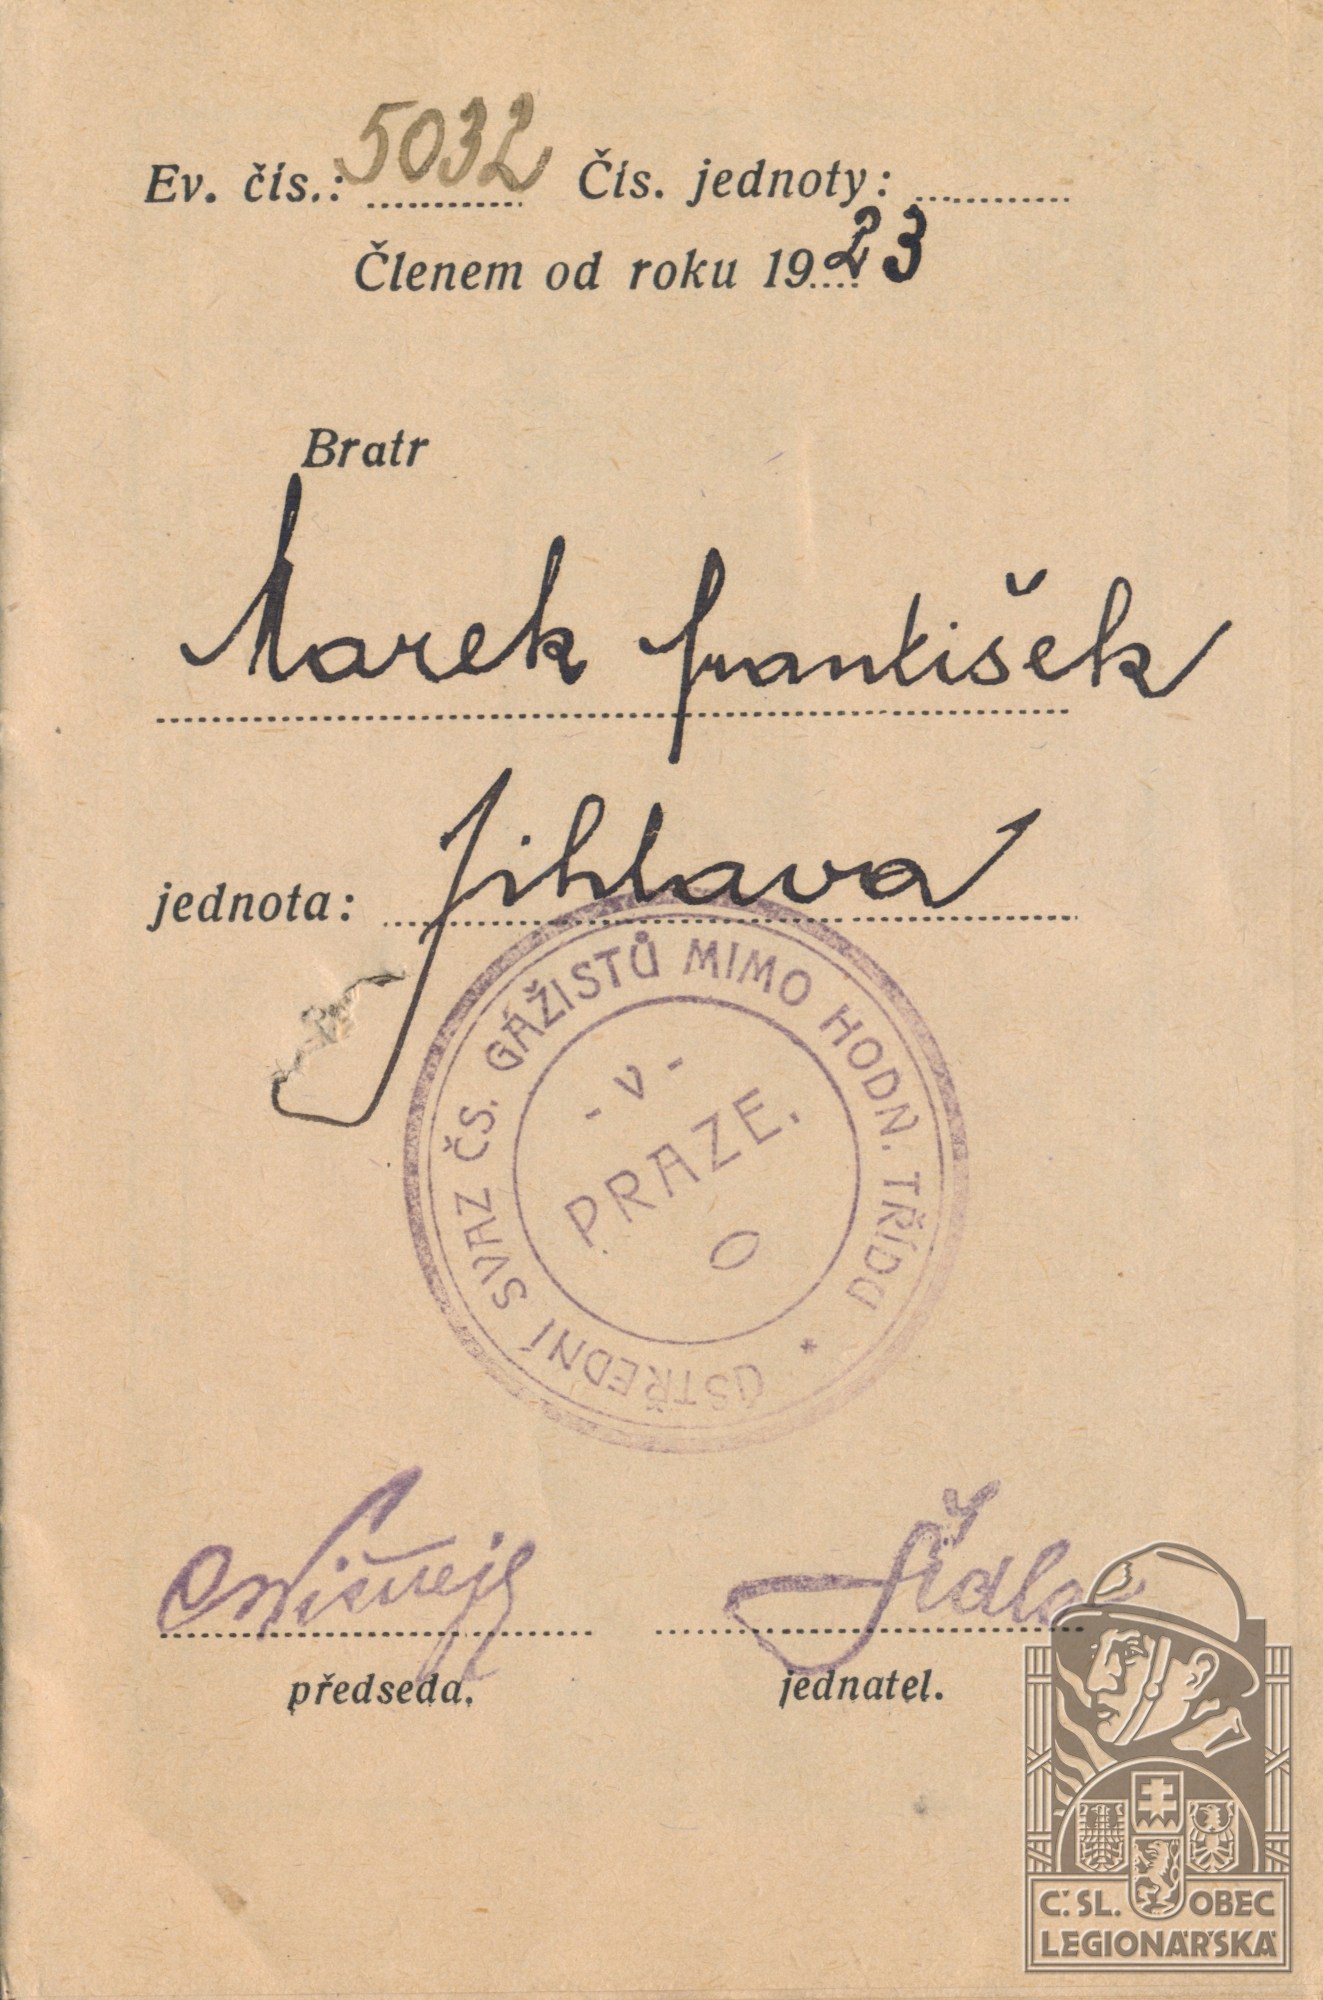 Ev. čís.: 5032 Čís. jednoty:
Členem od roku 1923
Bratr
Marek František
jednota: Jihlava
ÚSTŘEDNÍ SVAZ ČS. GÁŽISTŮ MIMO HODN. TŘÍDU *
- V -
PRAZE.
předseda. jednatel.
Č. SL. OBEC
LEGIONÁŘSKÁ